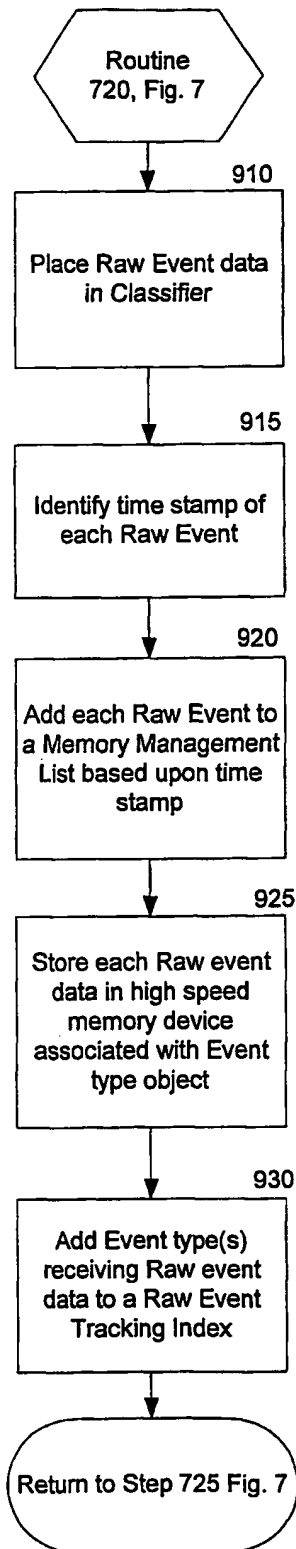 Routine
720, Fig. 7
910
Place Raw Event data
in Classifier
915
Identify time stamp of
each Raw Event
920
Add each Raw Event to
a Memory Management
List based upon time
stamp
925
Store each Raw event
data in high speed
memory device
associated with Event
type object
930
Add Event type(s)
receiving Raw event
data to a Raw Event
Tracking Index
Return to Step 725 Fig. 7